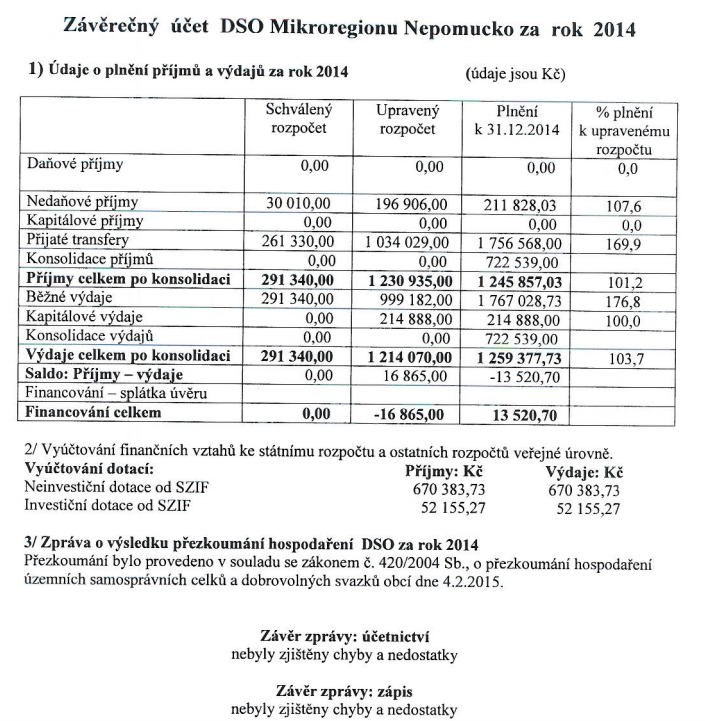 Závěrečný účet DSO Mikroregionu Nepomucko za rok 2014
1) Údaje o plnění příjmů a výdajů za rok 2014 (údaje jsou Kč)
Schválený rozpočet Upravený rozpočet Plnění k 31.12.2014 % plnění k upravenému rozpočtu
Daňové příjmy 0,00 0,00 0,00 0,0
Nedaňové příjmy 30 010,00 196 906,00 211 828,03 107,6
Kapitálové příjmy 0,00 0,00 0,00 0,0
Přijaté transfery 261 330,00 1 034 029,00 1 756 568,00 169,9
Konsolidace příjmů 0,00 0,00 722 539,00
Příjmy celkem po konsolidaci 291 340,00 1 230 935,00 1 245 857,03 101,2
Běžné výdaje 291 340,00 999 182,00 1 767 028,73 176,8
Kapitálové výdaje 0,00 214 888,00 214 888,00 100,0
Konsolidace výdajů 0,00 0,00 722 539,00
Výdaje celkem po konsolidaci 291 340,00 1 214 070,00 1 259 377,73 103,7
Saldo: Příjmy – výdaje 0,00 16 865,00 -13 520,70
Financování – splátka úvěru
Financování celkem 0,00 -16 865,00 13 520,70
2/ Vyúčtování finančních vztahů ke státnímu rozpočtu a ostatních rozpočtů veřejné úrovně.
Vyúčtování dotací: Příjmy: Kč Výdaje: Kč
Neinvestiční dotace od SZIF 670 383,73 670 383,73
Investiční dotace od SZIF 52 155,27 52 155,27
3/ Zpráva o výsledku přezkoumání hospodaření DSO za rok 2014
Přezkoumání bylo provedeno v souladu se zákonem č. 420/2004 Sb., o přezkoumání hospodaření
územních samosprávních celků a dobrovolných svazků obcí dne 4.2.2015.
Závěr zprávy: účetnictví
nebyly zjištěny chyby a nedostatky
Závěr zprávy: zápis
nebyly zjištěny chyby a nedostatky